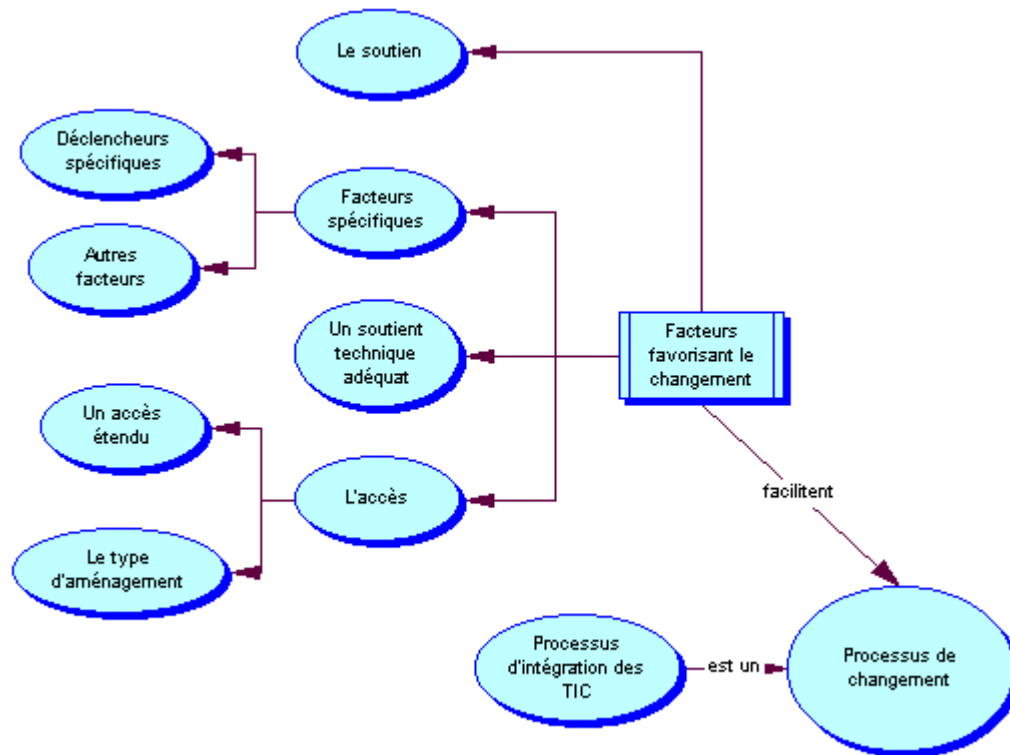 Le soutien
Déclencheurs
spécifiques
Facteurs
spécifiques
Autres
facteurs
Un soutient
technique
adéquat
Facteurs
favorisant le
changement
Un accès
étendu
L'accès
facilitent
Le type
d'aménagement
Processus
d'intégration des
TIC
est un
Processus de
changement